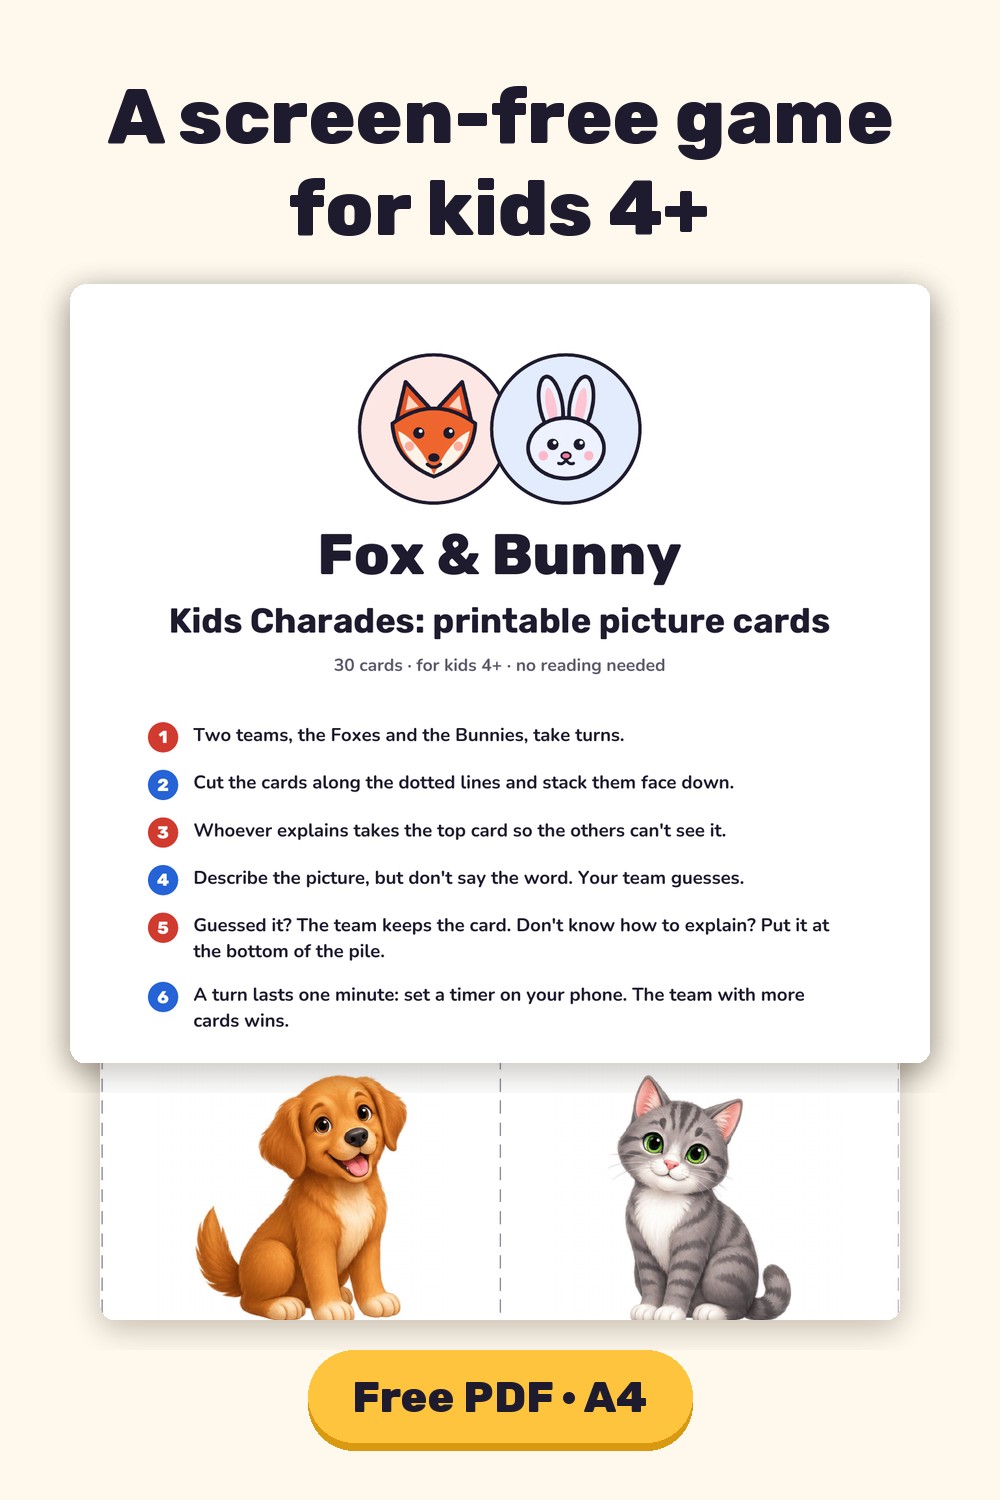 A screen-free game
for kids 4+
Fox & Bunny
Kids Charades: printable picture cards
30 cards · for kids 4+ · no reading needed
1 Two teams, the Foxes and the Bunnies, take turns.
2 Cut the cards along the dotted lines and stack them face down.
3 Whoever explains takes the top card so the others can't see it.
4 Describe the picture, but don't say the word. Your team guesses.
5 Guessed it? The team keeps the card. Don't know how to explain? Put it at
the bottom of the pile.
6 A turn lasts one minute: set a timer on your phone. The team with more
cards wins.
Free PDF • A4